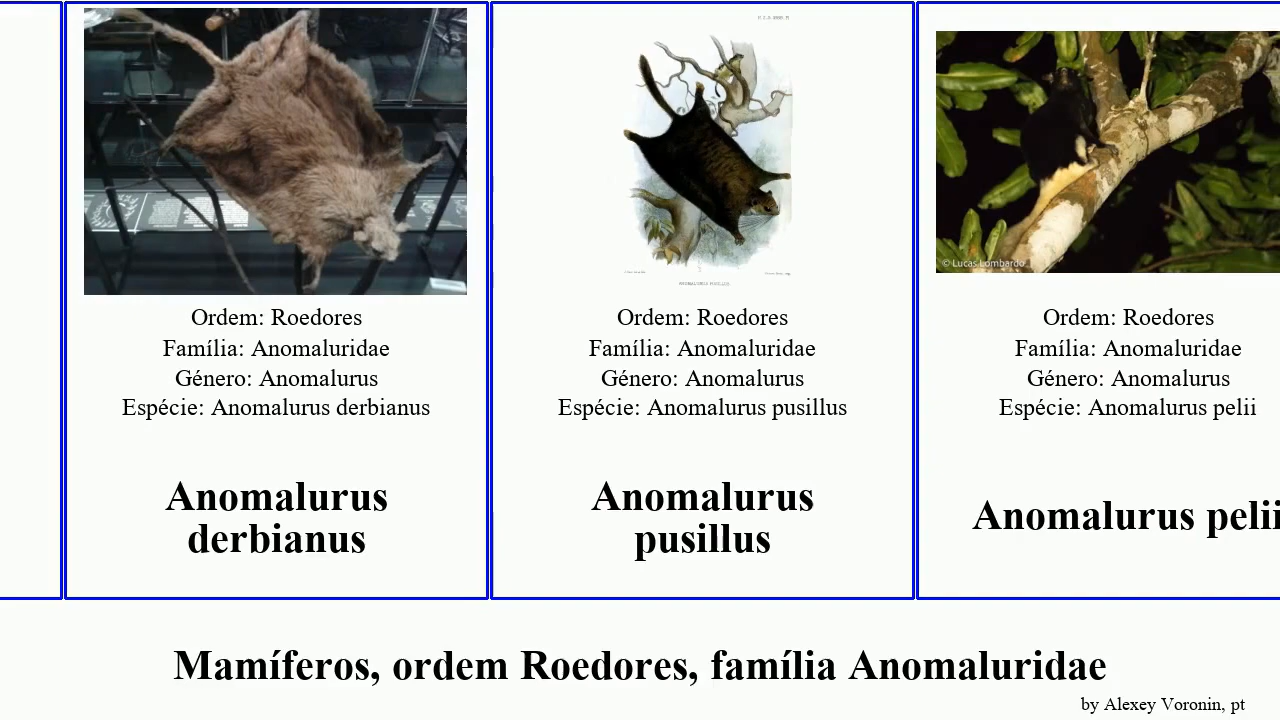 © Lucas Lombardo
Ordem: Roedores
Família: Anomaluridae
Género: Anomalurus
Espécie: Anomalurus derbianus
Anomalurus
derbianus
Ordem: Roedores
Família: Anomaluridae
Género: Anomalurus
Espécie: Anomalurus pusillus
Anomalurus
pusillus
Ordem: Roedores
Família: Anomaluridae
Género: Anomalurus
Espécie: Anomalurus pelii
Anomalurus pelii
Mamíferos, ordem Roedores, família Anomaluridae
by Alexey Voronin, pt